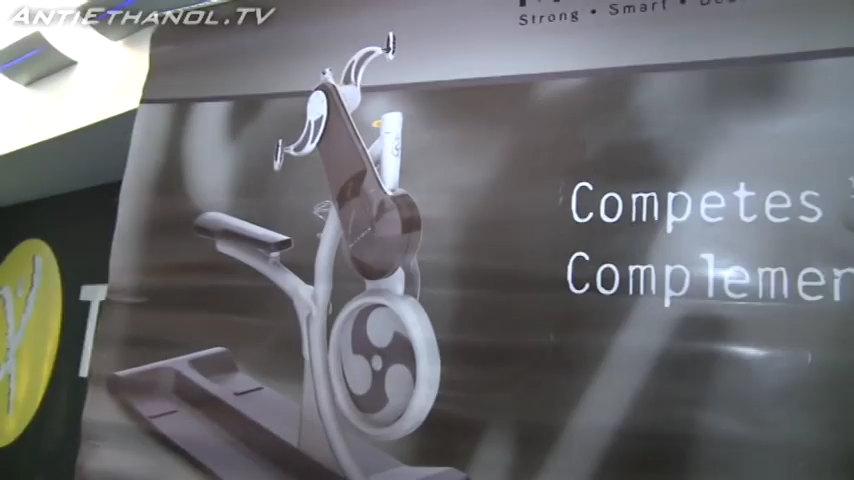 AntiEthanol.TV
Strong • Smart •
Competes
Complemen
T